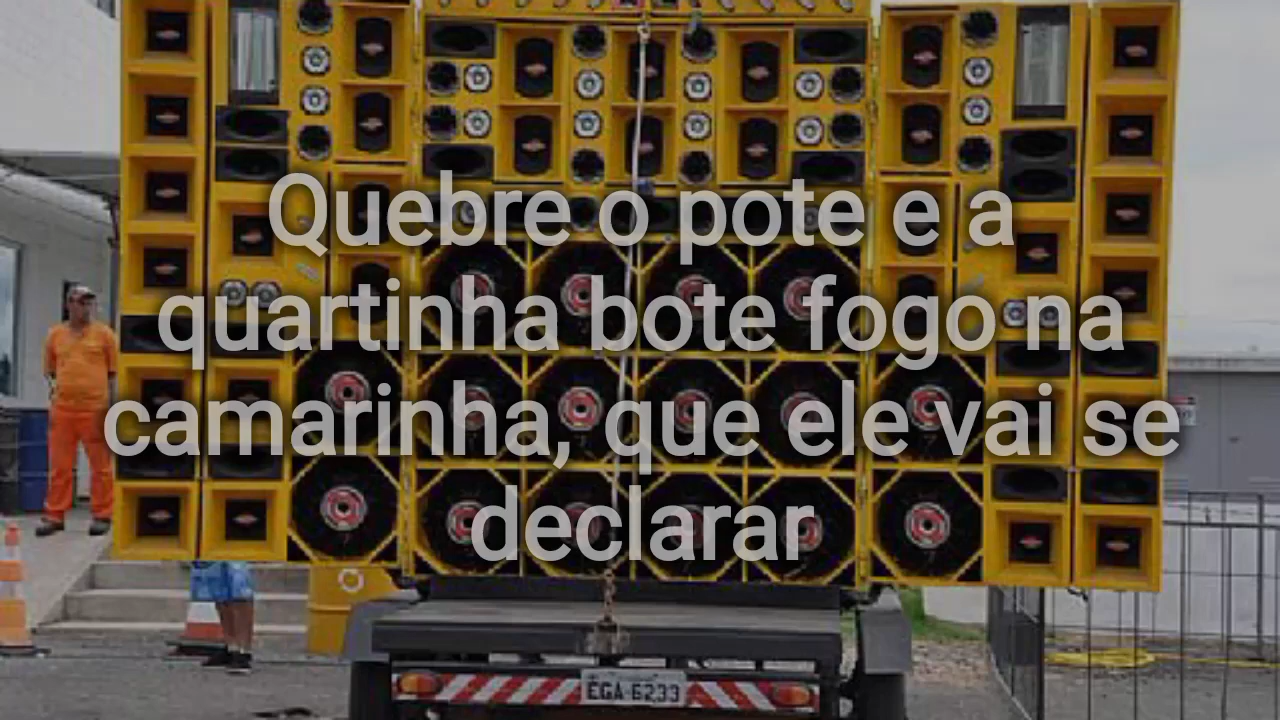 Quebre o pote e a
quartinha bote fogo na
camarinha, que ele vai se
declarar
EGA 6233